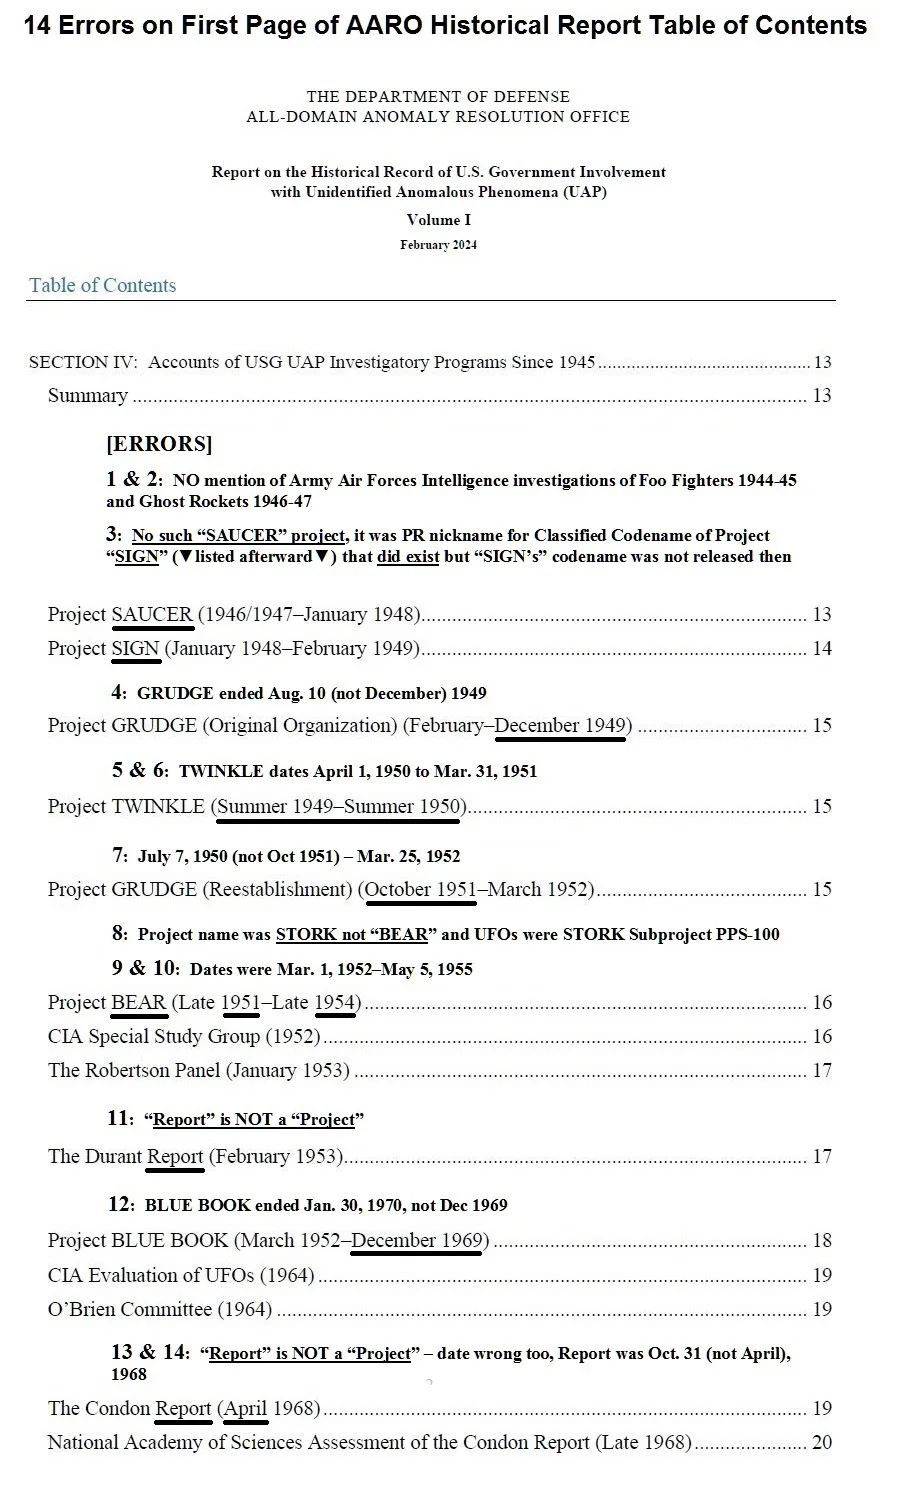 14 Errors on First Page of AARO Historical Report Table of Contents
THE DEPARTMENT OF DEFENSE
ALL-DOMAIN ANOMALY RESOLUTION OFFICE
Report on the Historical Record of U.S. Government Involvement
with Unidentified Anomalous Phenomena (UAP)
Volume I
February 2024
Table of Contents
SECTION IV: Accounts of USG UAP Investigatory Programs Since 1945............................................. 13
Summary ............................................................................................................................................. 13
[ERRORS]
1 & 2: NO mention of Army Air Forces Intelligence investigations of Foo Fighters 1944-45
and Ghost Rockets 1946-47
3: No such “SAUCER” project, it was PR nickname for Classified Codename of Project
“SIGN” (▼listed afterward▼) that did exist but “SIGN’s” codename was not released then
Project SAUCER (1946/1947–January 1948)................................................................................. 13
Project SIGN (January 1948–February 1949)................................................................................. 14
4: GRUDGE ended Aug. 10 (not December) 1949
Project GRUDGE (Original Organization) (February–December 1949) ................................... 15
5 & 6: TWINKLE dates April 1, 1950 to Mar. 31, 1951
Project TWINKLE (Summer 1949–Summer 1950)....................................................................... 15
7: July 7, 1950 (not Oct 1951) – Mar. 25, 1952
Project GRUDGE (Reestablishment) (October 1951–March 1952)............................................ 15
8: Project name was STORK not “BEAR” and UFOs were STORK Subproject PPS-100
9 & 10: Dates were Mar. 1, 1952–May 5, 1955
Project BEAR (Late 1951–Late 1954) ............................................................................................. 16
CIA Special Study Group (1952)...................................................................................................... 16
The Robertson Panel (January 1953) ............................................................................................... 17
11: “Report” is NOT a “Project”
The Durant Report (February 1953)................................................................................................. 17
12: BLUE BOOK ended Jan. 30, 1970, not Dec 1969
Project BLUE BOOK (March 1952–December 1969) ................................................................. 18
CIA Evaluation of UFOs (1964) ...................................................................................................... 19
O’Brien Committee (1964) ............................................................................................................... 19
13 & 14: “Report” is NOT a “Project” – date wrong too, Report was Oct. 31 (not April),
1968
The Condon Report (April 1968)..................................................................................................... 19
National Academy of Sciences Assessment of the Condon Report (Late 1968)....................... 20